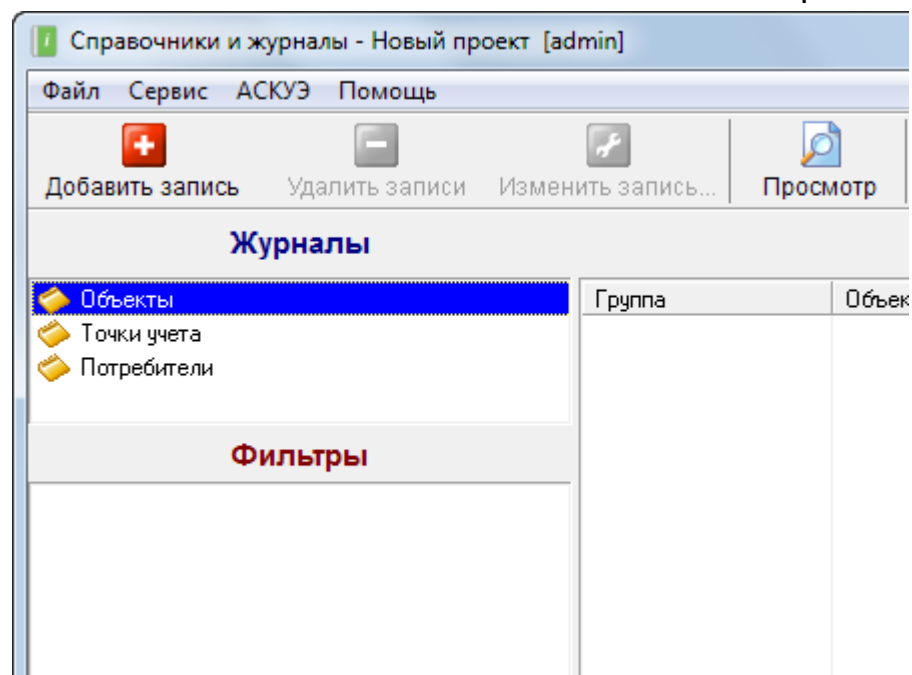 Справочники и журналы - Новый проект [admin]
Файл Сервис АСКУЭ Помощь
Добавить запись Удалить записи Изменить запись... Просмотр
Журналы
Объекты
Точки учета
Потребители
Группа Объек
Фильтры